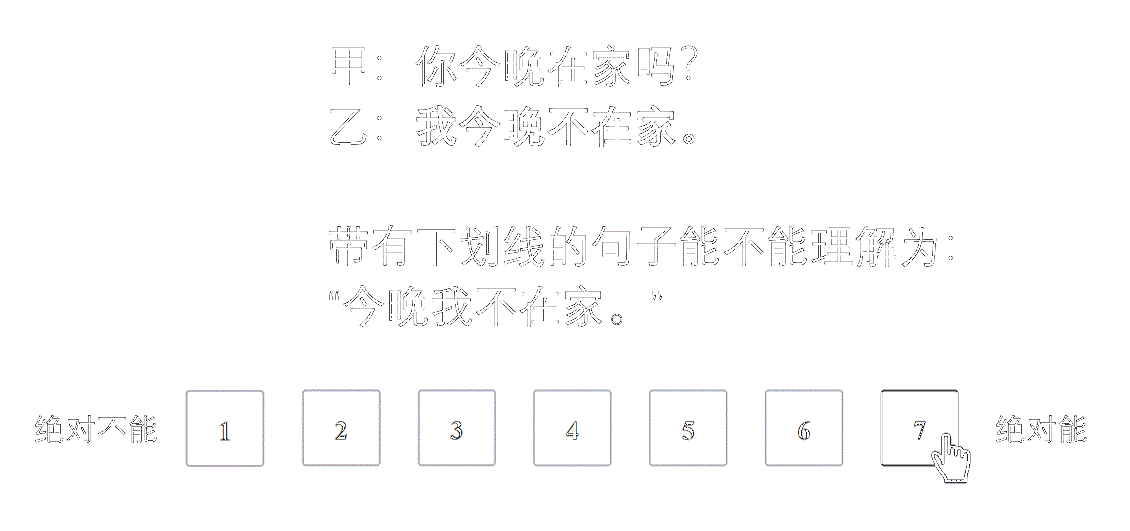 甲：你今晚在家吗？
乙：我今晚不在家。
带有下划线的句子能不能理解为：
“今晚我不在家。”
绝对不能 1 2 3 4 5 6 7 绝对能